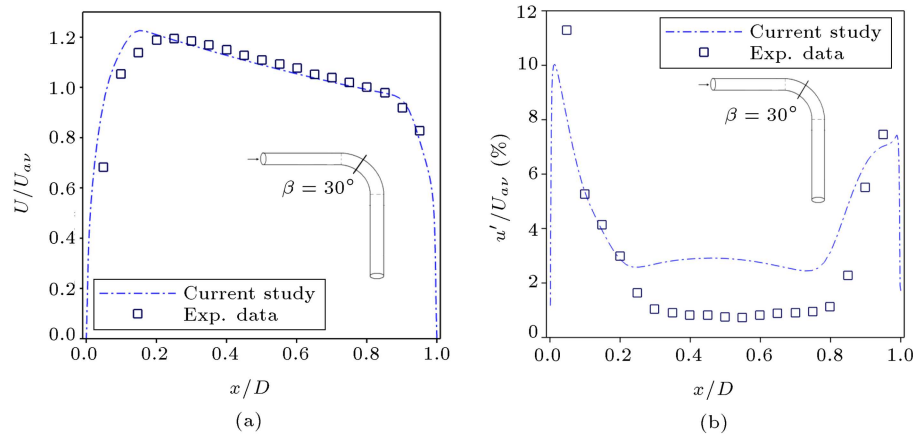 U/U_{av}
1.2
1.0
0.8
0.6
0.4
0.2
0.0
β = 30°
Current study
Exp. data
0.0 0.2 0.4 0.6 0.8 1.0
x/D
(a)
u'/U_{av} (%)
12
10
8
6
4
2
0
Current study
Exp. data
β = 30°
0.0 0.2 0.4 0.6 0.8 1.0
x/D
(b)